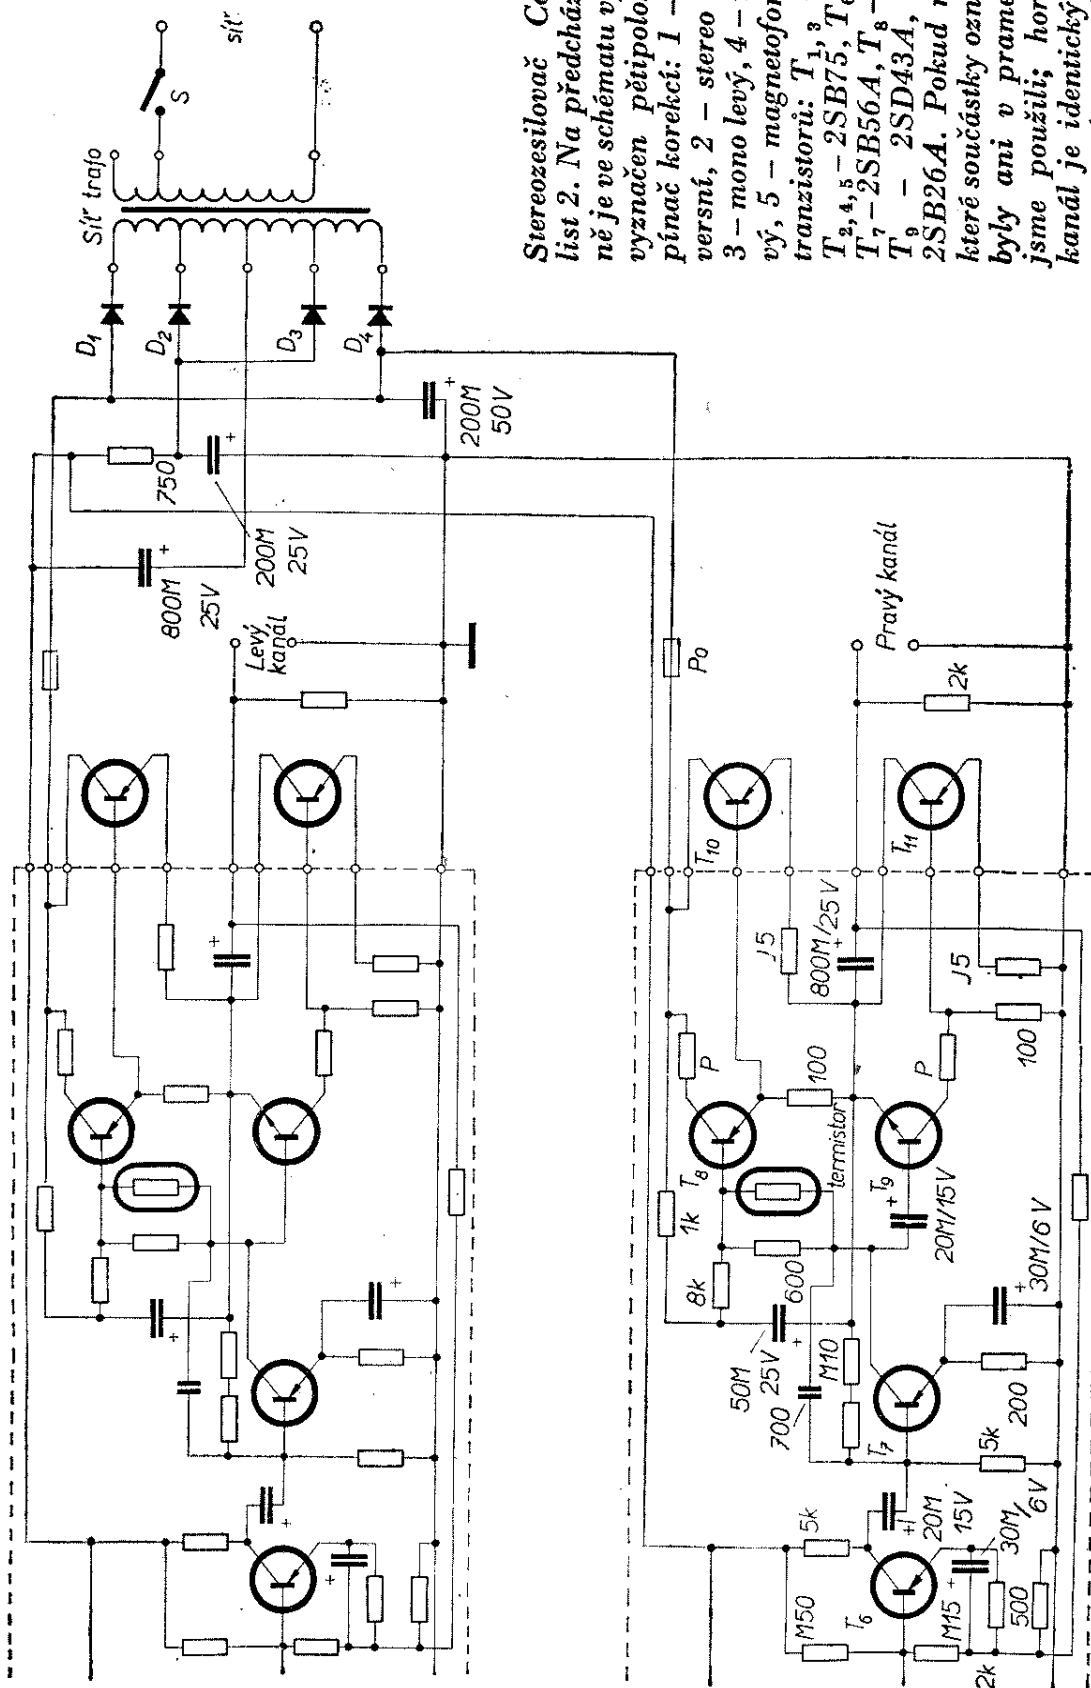 Stereozesilovač
list 2. Na předcház
ně je ve schématu v
vyznačen pětipolo
pínač korekcí: 1 –
versní, 2 – stereo
3 – mono levý, 4 –
vý, 5 – magnetofo
tranzistorů: T1, 3
T2,4,5 – 2SB75, T
T7 – 2SB56A, T8 –
T9 – 2SD43A,
2SB26A. Pokud
které součástky ozn
byly ani v prame
jsme použili; hor
kanál je identický
síť
S
Síť trafo
D1
D2
D3
D4
200M
50V
750
200M
25V
800M
25V
Levý
kanál
Po
Pravý kanál
2k
T10
T11
J5
800M/25V
J5
100
P
100
P
termistor
T8
T9
1k
20M/15V
8k
600
30M/6V
50M
25V
700
M10
T7
200
5k
5k
20M
15V
30M/
6V
M50
T6
M15
500
2k